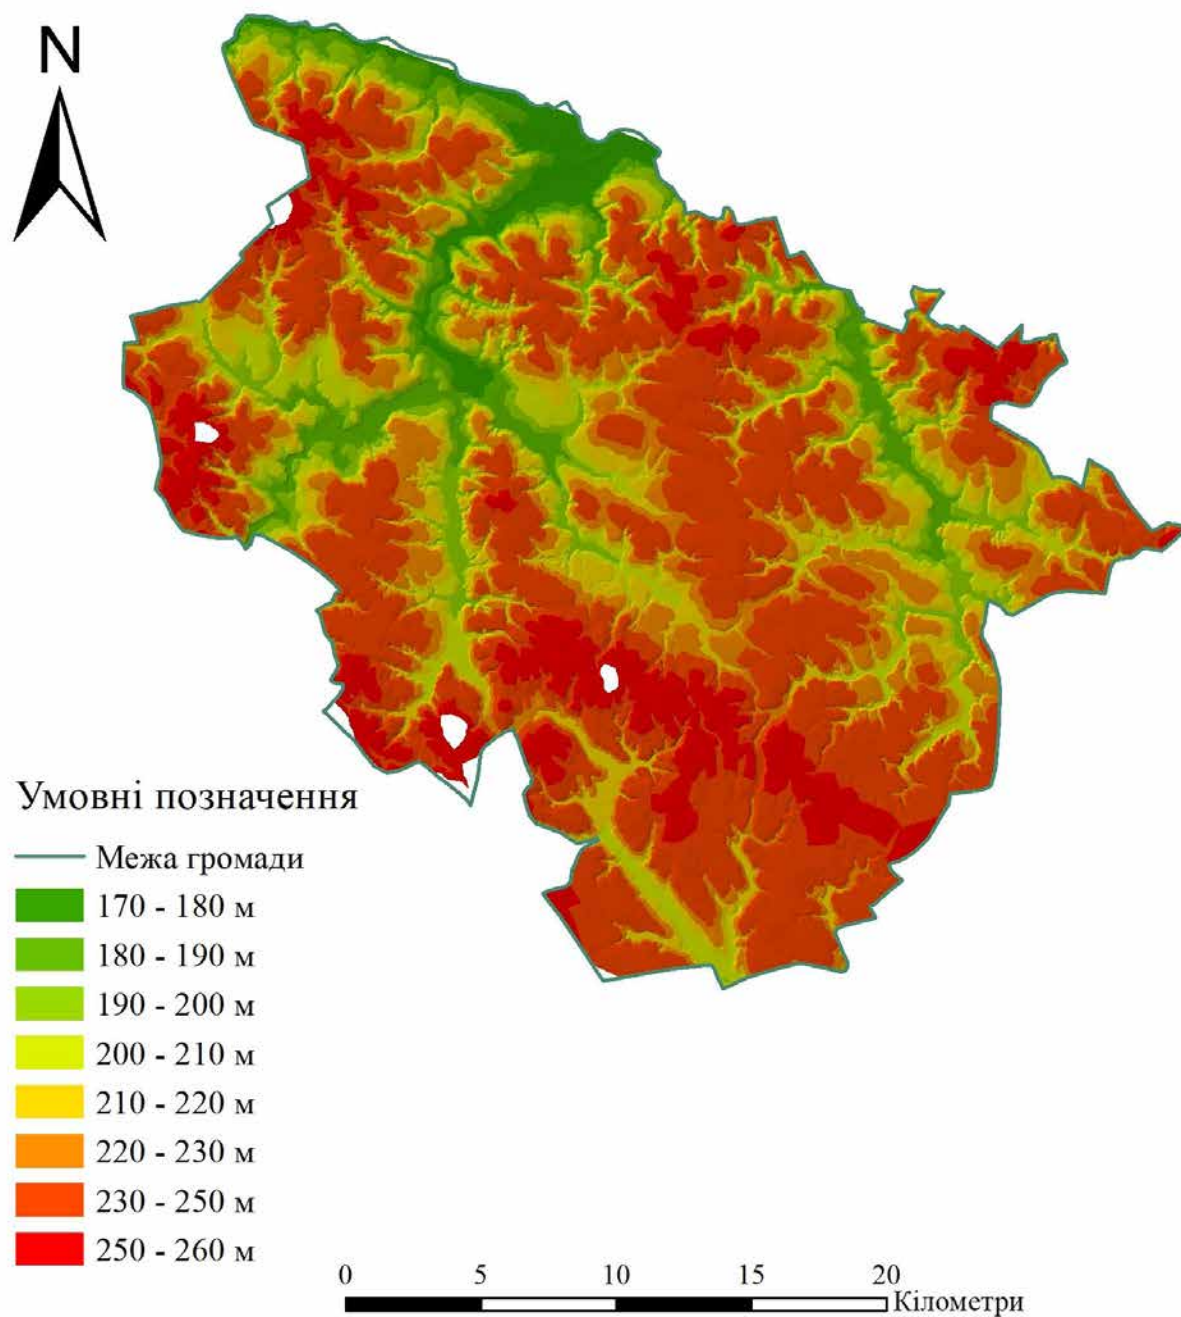 N
Умовні позначення
Межа громади
170 - 180 м
180 - 190 м
190 - 200 м
200 - 210 м
210 - 220 м
220 - 230 м
230 - 250 м
250 - 260 м
0 5 10 15 20
Кілометри